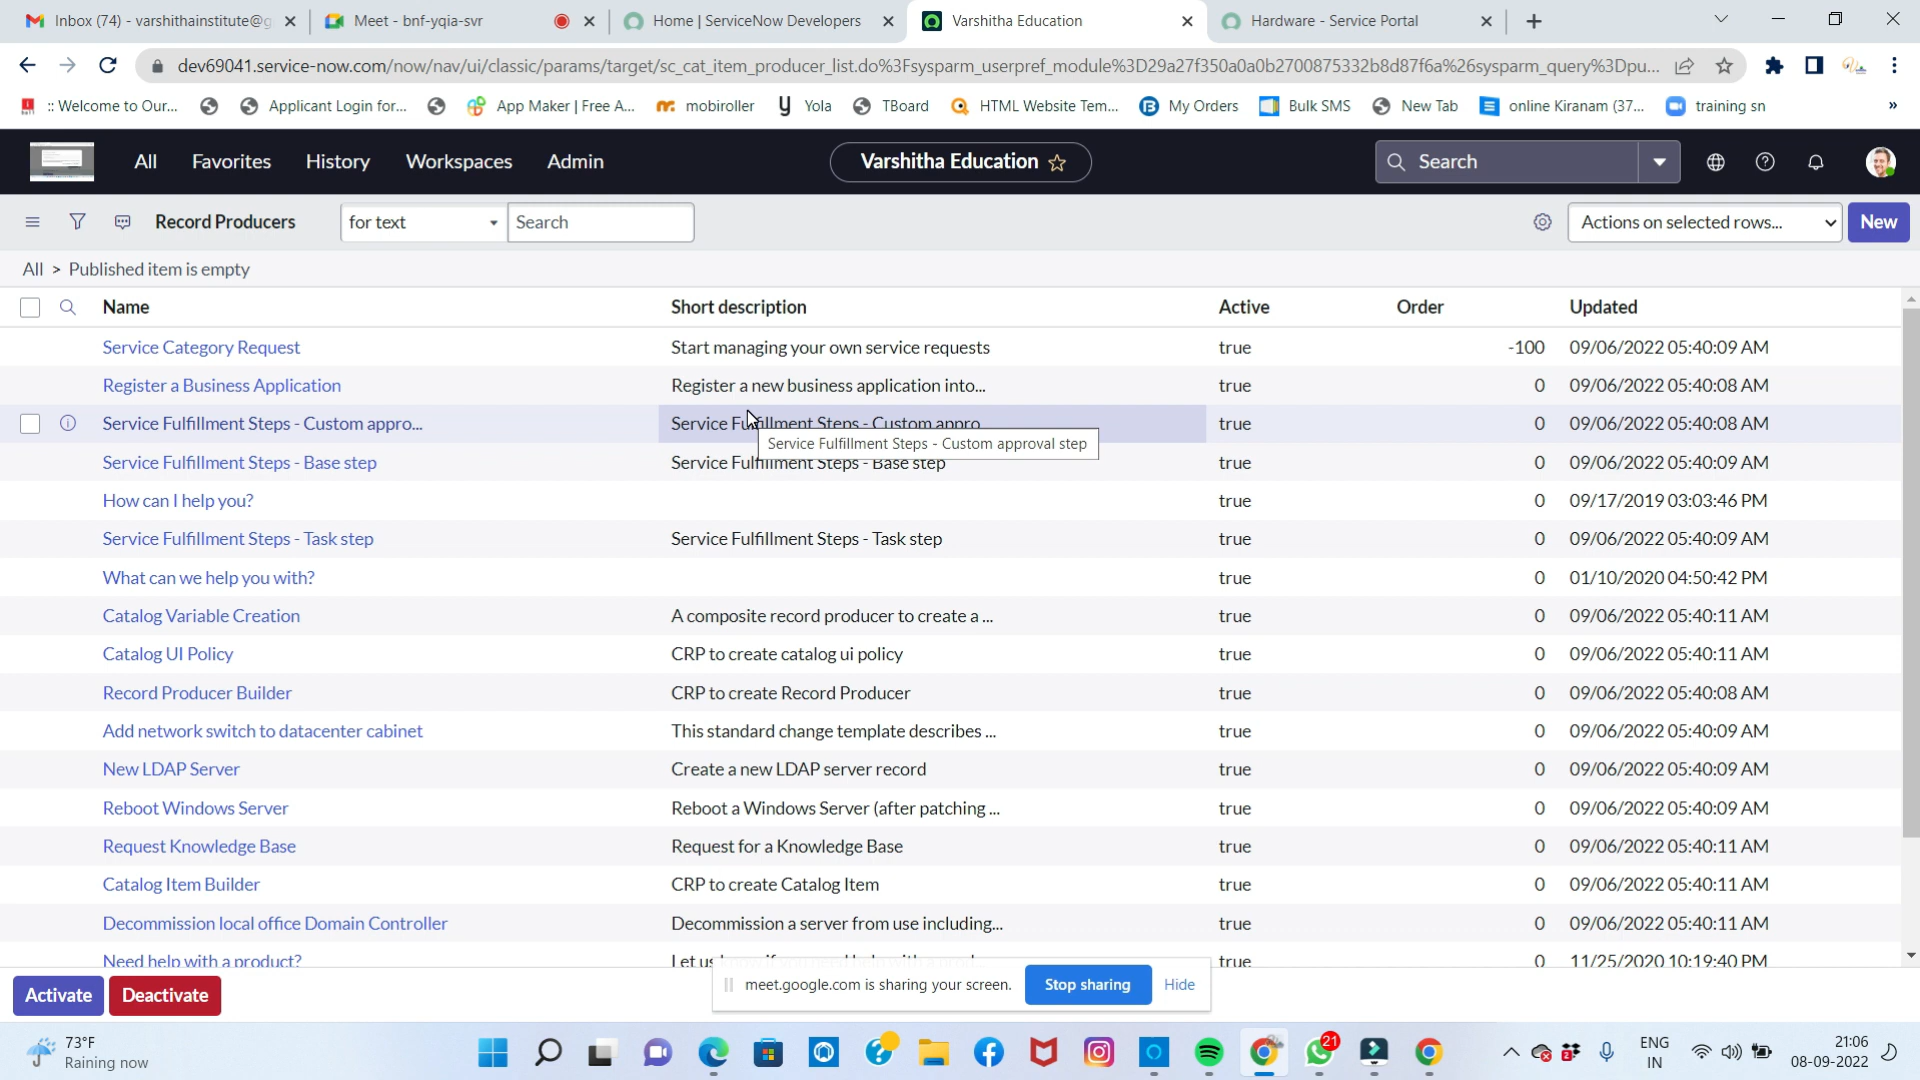 Inbox (74) - varshithainstitute@g
Meet - bnf-yqia-svr
Home | ServiceNow Developers
Varshitha Education
Hardware - Service Portal
dev69041.service-now.com/now/nav/ui/classic/params/target/sc_cat_item_producer_list.do%3Fsysparm_userpref_module%3D29a27f350a0a0b2700875332b8d87f6a%26sysparm_query%3Dpu...
:: Welcome to Our...
Applicant Login for...
App Maker | Free A...
mobiroller
Yola
TBoard
HTML Website Tem...
My Orders
Bulk SMS
New Tab
online Kiranam (37...
training sn
»
All
Favorites
History
Workspaces
Admin
Varshitha Education
Search
Record Producers
for text
Search
Actions on selected rows...
New
All > Published item is empty
Name Short description Active Order Updated
Service Category Request Start managing your own service requests true -100 09/06/2022 05:40:09 AM
Register a Business Application Register a new business application into... true 0 09/06/2022 05:40:08 AM
Service Fulfillment Steps - Custom appro... Service Fulfillment Steps - Custom appro... true 0 09/06/2022 05:40:08 AM
Service Fulfillment Steps - Custom approval step
Service Fulfillment Steps - Base step Service Fulfillment Steps - Base step true 0 09/06/2022 05:40:09 AM
How can I help you? true 0 09/17/2019 03:03:46 PM
Service Fulfillment Steps - Task step Service Fulfillment Steps - Task step true 0 09/06/2022 05:40:09 AM
What can we help you with? true 0 01/10/2020 04:50:42 PM
Catalog Variable Creation A composite record producer to create a ... true 0 09/06/2022 05:40:11 AM
Catalog UI Policy CRP to create catalog ui policy true 0 09/06/2022 05:40:11 AM
Record Producer Builder CRP to create Record Producer true 0 09/06/2022 05:40:08 AM
Add network switch to datacenter cabinet This standard change template describes ... true 0 09/06/2022 05:40:09 AM
New LDAP Server Create a new LDAP server record true 0 09/06/2022 05:40:09 AM
Reboot Windows Server Reboot a Windows Server (after patching ... true 0 09/06/2022 05:40:09 AM
Request Knowledge Base Request for a Knowledge Base true 0 09/06/2022 05:40:11 AM
Catalog Item Builder CRP to create Catalog Item true 0 09/06/2022 05:40:11 AM
Decommission local office Domain Controller Decommission a server from use including... true 0 09/06/2022 05:40:11 AM
Need help with a product? Let us true 0 11/25/2020 10:19:40 PM
Activate
Deactivate
meet.google.com is sharing your screen.
Stop sharing
Hide
73°F
Raining now
21
ENG
IN
21:06
08-09-2022